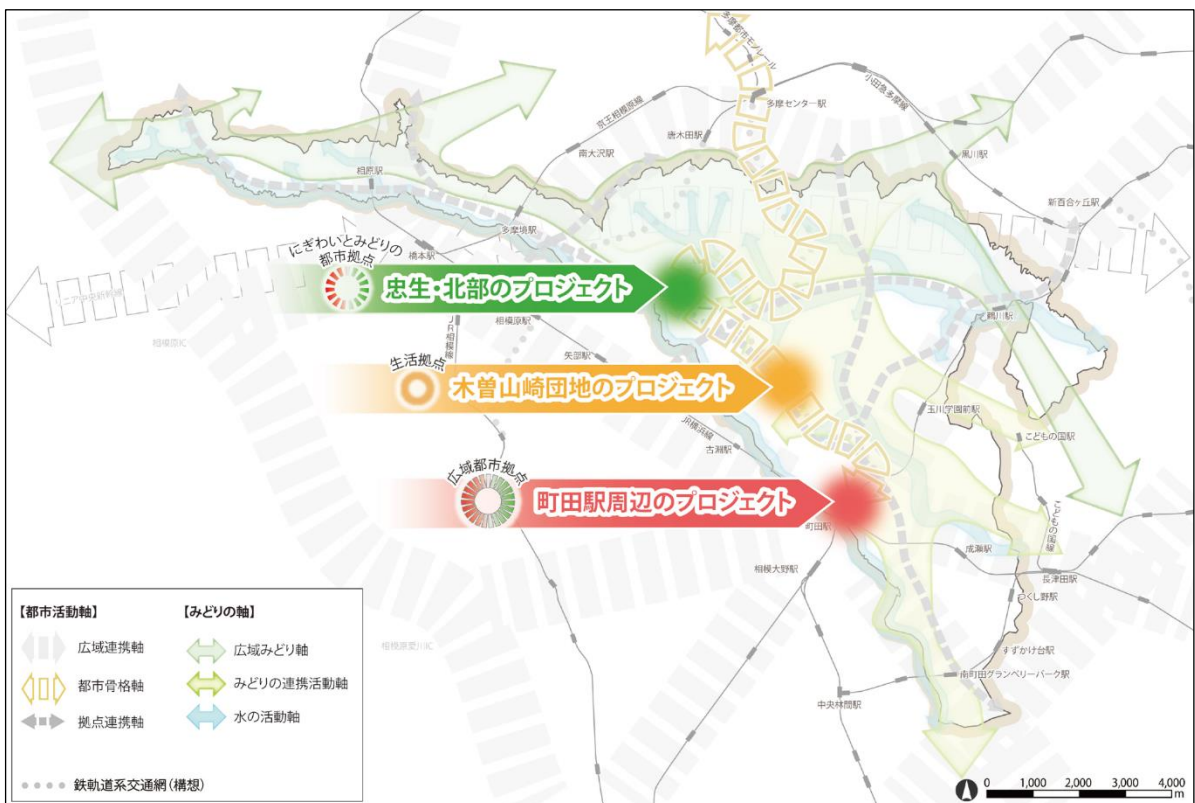 多摩都市モノレール
小田急多摩線
多摩センター駅
京王相模原線
唐木田駅
南大沢駅
黒川駅
相原駅
新百合ヶ丘駅
多摩境駅
橋本駅
にぎわいとみどりの
都市拠点
忠生・北部のプロジェクト
リニア中央新幹線
鶴川駅
相模原駅
JR相模線
相模原IC
矢部駅
生活拠点
木曽山崎団地のプロジェクト
玉川学園前駅
JR横浜線
古淵駅
こどもの国駅
広域都市拠点
町田駅周辺のプロジェクト
こどもの国線
町田駅
成瀬駅
相模大野駅
長津田駅
つくし野駅
相模原愛川IC
すずかけ台駅
南町田グランベリーパーク駅
中央林間駅
【都市活動軸】
広域連携軸
都市骨格軸
拠点連携軸
【みどりの軸】
広域みどり軸
みどりの連携活動軸
水の活動軸
鉄軌道系交通網(構想)
0 1,000 2,000 3,000 4,000
m